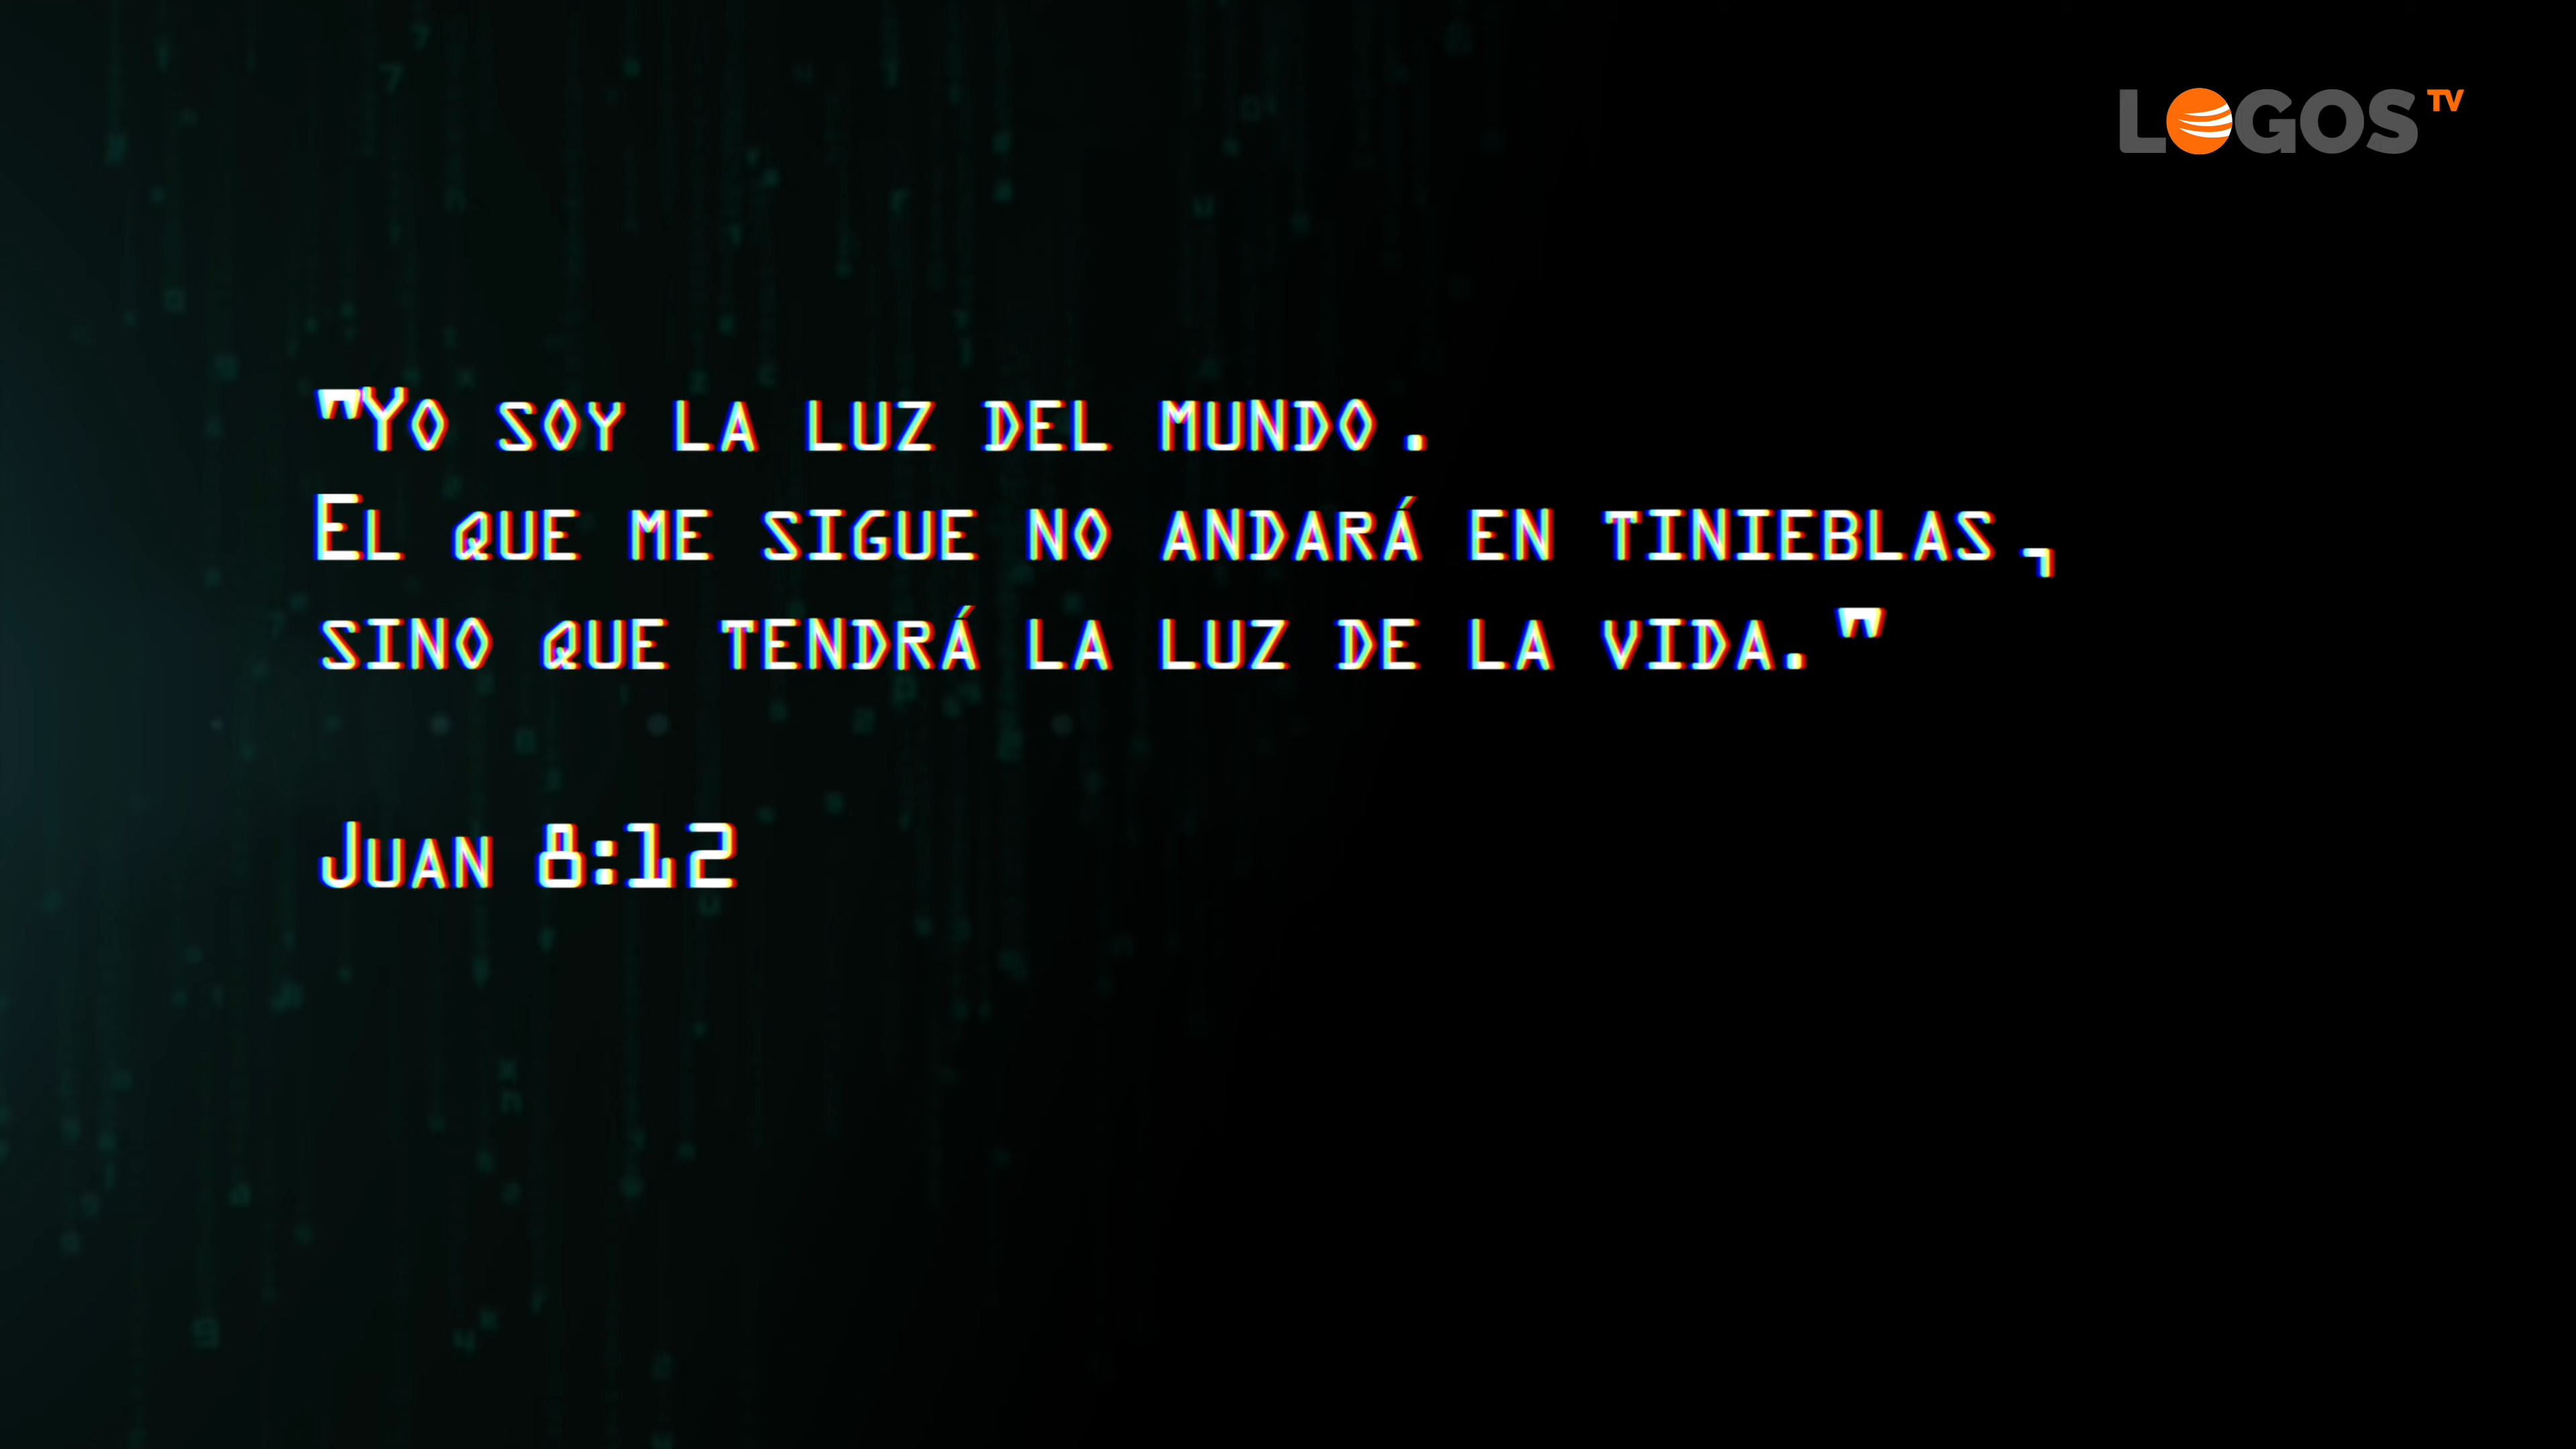 LOGOS TV
"Yo soy la luz del mundo.
El que me sigue no andará en tinieblas,
sino que tendrá la luz de la vida."
Juan 8:12